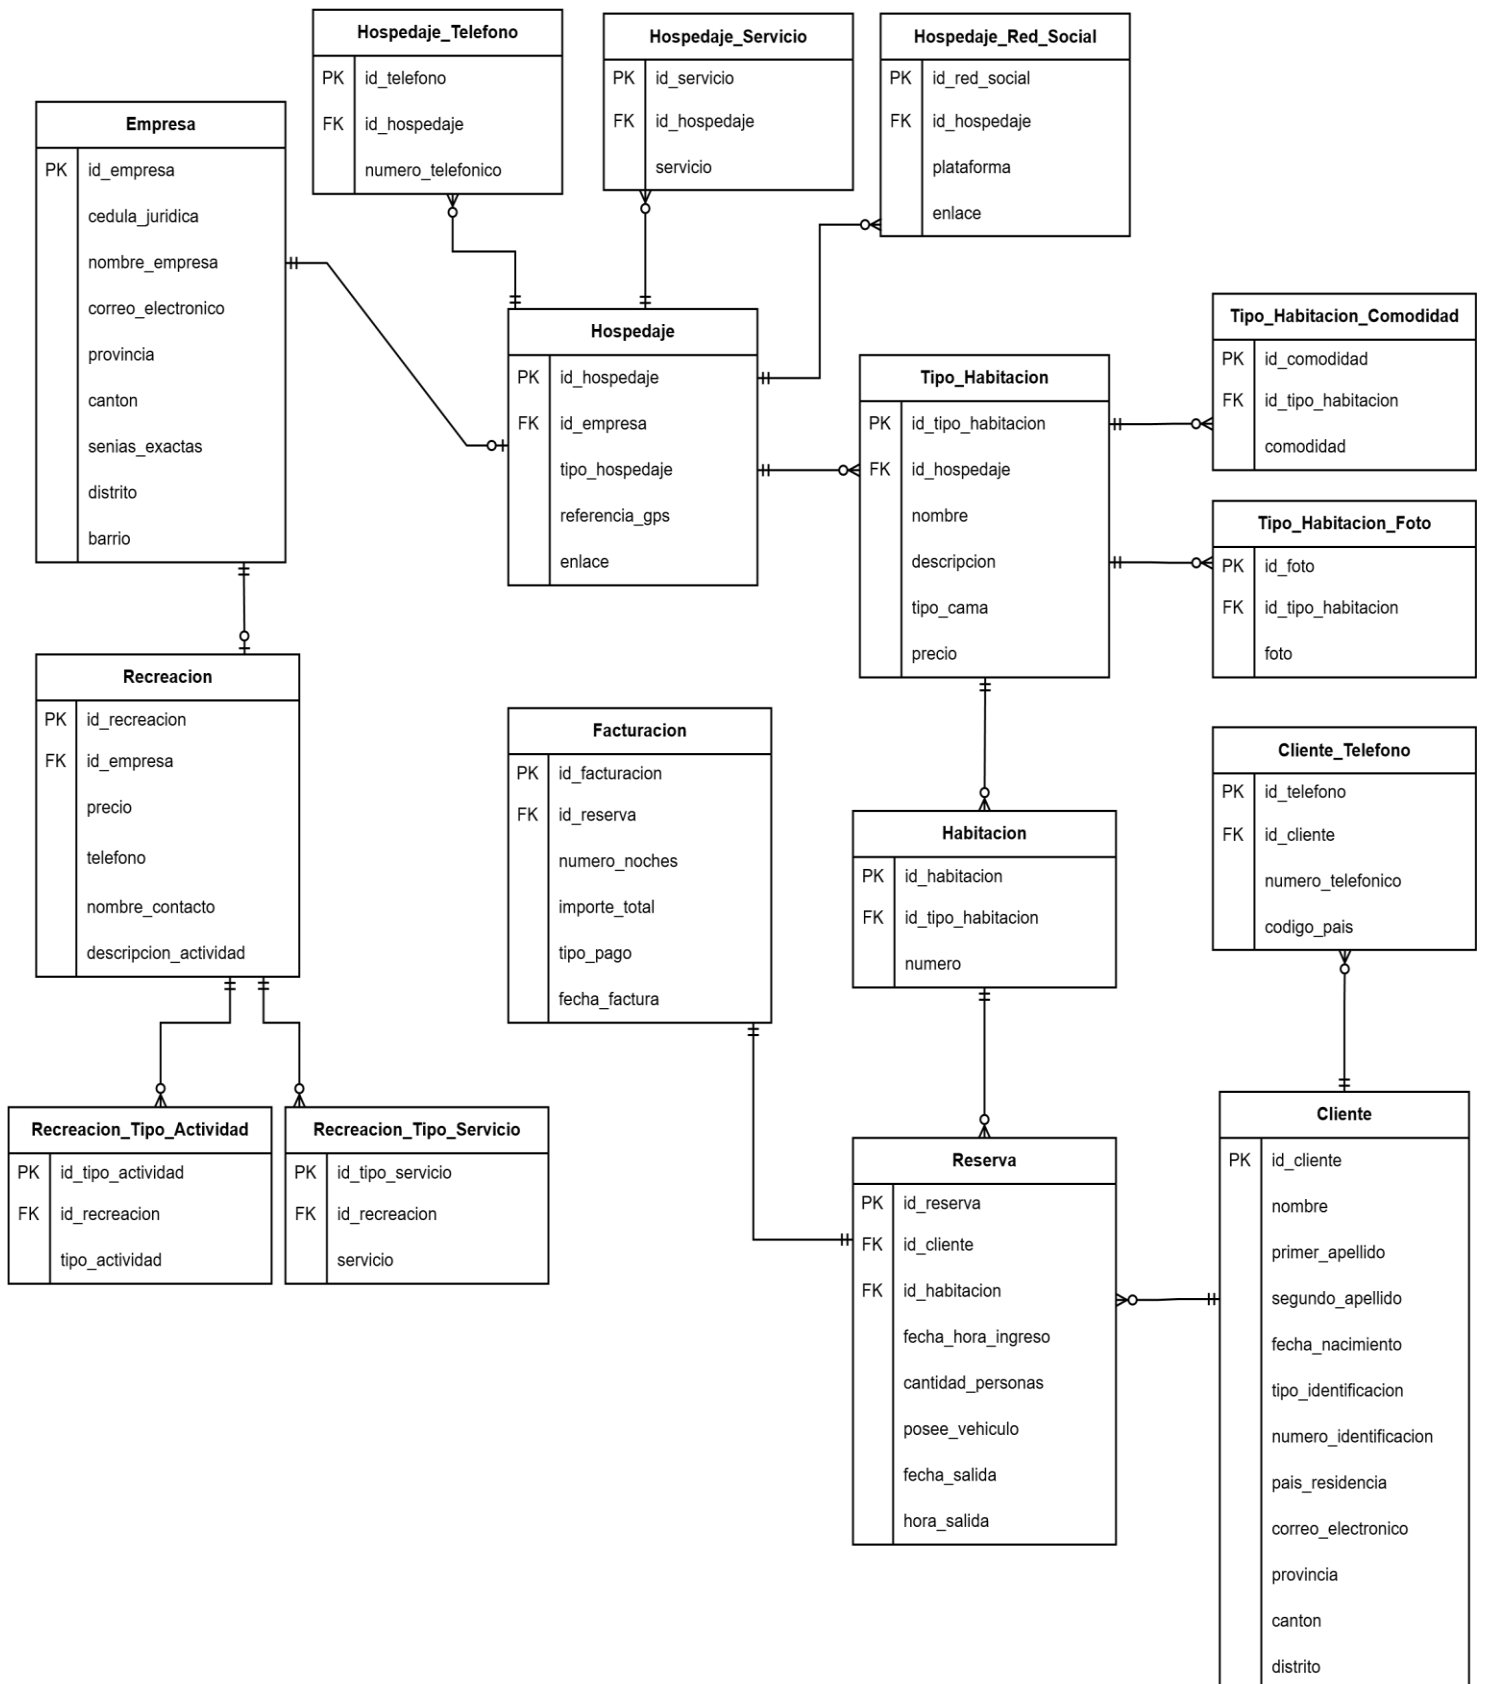 Hospedaje_Telefono
PK id_telefono
FK id_hospedaje
numero_telefonico
Hospedaje_Servicio
PK id_servicio
FK id_hospedaje
servicio
Hospedaje_Red_Social
PK id_red_social
FK id_hospedaje
plataforma
enlace
Empresa
PK id_empresa
cedula_juridica
nombre_empresa
correo_electronico
provincia
canton
senias_exactas
distrito
barrio
Hospedaje
PK id_hospedaje
FK id_empresa
tipo_hospedaje
referencia_gps
enlace
Tipo_Habitacion
PK id_tipo_habitacion
FK id_hospedaje
nombre
descripcion
tipo_cama
precio
Tipo_Habitacion_Comodidad
PK id_comodidad
FK id_tipo_habitacion
comodidad
Tipo_Habitacion_Foto
PK id_foto
FK id_tipo_habitacion
foto
Recreacion
PK id_recreacion
FK id_empresa
precio
telefono
nombre_contacto
descripcion_actividad
Facturacion
PK id_facturacion
FK id_reserva
numero_noches
importe_total
tipo_pago
fecha_factura
Habitacion
PK id_habitacion
FK id_tipo_habitacion
numero
Cliente_Telefono
PK id_telefono
FK id_cliente
numero_telefonico
codigo_pais
Recreacion_Tipo_Actividad
PK id_tipo_actividad
FK id_recreacion
tipo_actividad
Recreacion_Tipo_Servicio
PK id_tipo_servicio
FK id_recreacion
servicio
Reserva
PK id_reserva
FK id_cliente
FK id_habitacion
fecha_hora_ingreso
cantidad_personas
posee_vehiculo
fecha_salida
hora_salida
Cliente
PK id_cliente
nombre
primer_apellido
segundo_apellido
fecha_nacimiento
tipo_identificacion
numero_identificacion
pais_residencia
correo_electronico
provincia
canton
distrito